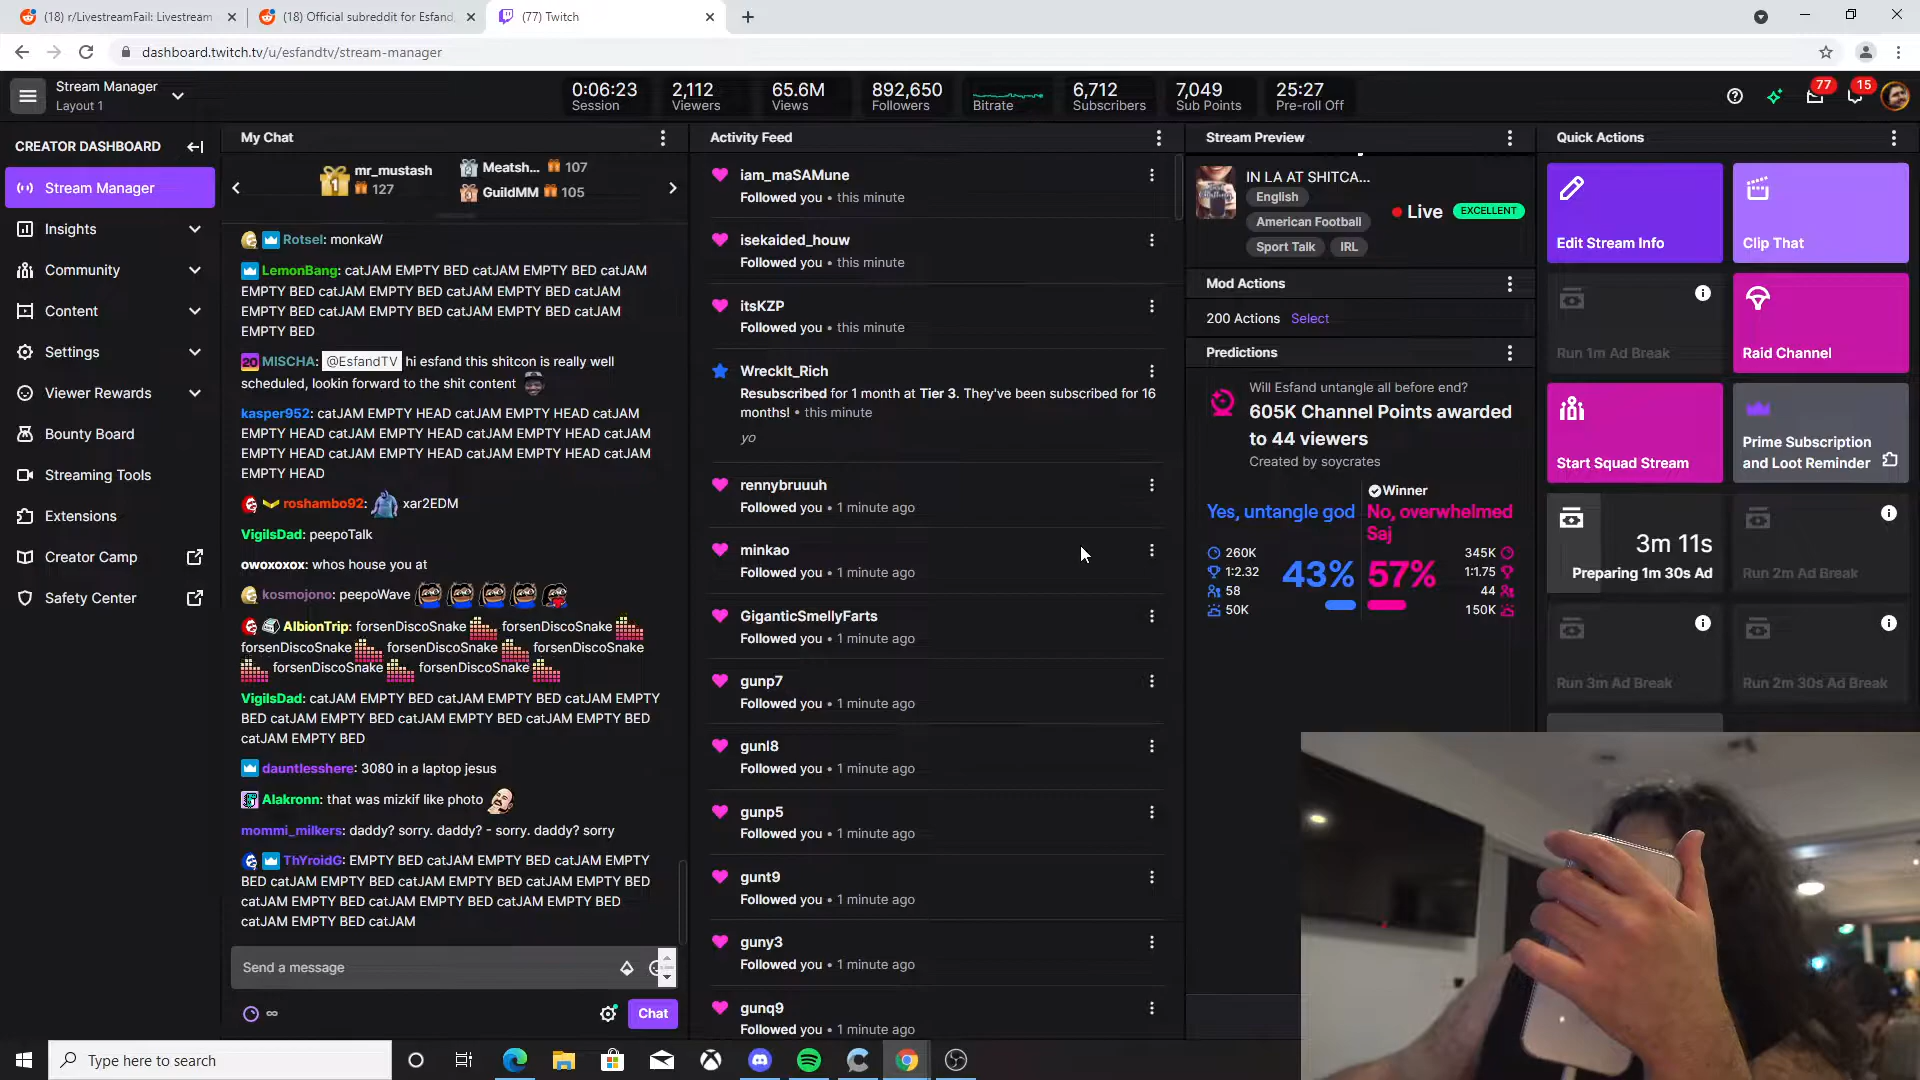 (18) r/LivestreamFail: Livestream
(18) Official subreddit for Esfand
(77) Twitch
dashboard.twitch.tv/u/esfandtv/stream-manager
Stream Manager
Layout 1
0:06:23
Session
2,112
Viewers
65.6M
Views
892,650
Followers
Bitrate
6,712
Subscribers
7,049
Sub Points
25:27
Pre-roll Off
77
15
CREATOR DASHBOARD
Stream Manager
Insights
Community
Content
Settings
Viewer Rewards
Bounty Board
Streaming Tools
Extensions
Creator Camp
Safety Center
My Chat
1
mr_mustash
127
2
Meatsh... 107
3
GuildMM 105
Rotsel: monkaW
LemonBang: catJAM EMPTY BED catJAM EMPTY BED catJAM
EMPTY BED catJAM EMPTY BED catJAM EMPTY BED catJAM
EMPTY BED catJAM EMPTY BED catJAM EMPTY BED catJAM
EMPTY BED
20 MISCHA: @EsfandTV hi esfand this shitcon is really well
scheduled, lookin forward to the shit content
kasper952: catJAM EMPTY HEAD catJAM EMPTY HEAD catJAM
EMPTY HEAD catJAM EMPTY HEAD catJAM EMPTY HEAD catJAM
EMPTY HEAD catJAM EMPTY HEAD catJAM EMPTY HEAD catJAM
EMPTY HEAD
roshambo92: xar2EDM
VigilsDad: peepoTalk
owoxoxox: whos house you at
kosmojono: peepoWave
AlbionTrip: forsenDiscoSnake forsenDiscoSnake
forsenDiscoSnake forsenDiscoSnake forsenDiscoSnake
forsenDiscoSnake forsenDiscoSnake
VigilsDad: catJAM EMPTY BED catJAM EMPTY BED catJAM EMPTY
BED catJAM EMPTY BED catJAM EMPTY BED catJAM EMPTY BED
catJAM EMPTY BED
dauntlesshere: 3080 in a laptop jesus
Alakronn: that was mizkif like photo
mommi_milkers: daddy? sorry. daddy? - sorry. daddy? sorry
ThYroidG: EMPTY BED catJAM EMPTY BED catJAM EMPTY
BED catJAM EMPTY BED catJAM EMPTY BED catJAM EMPTY BED
catJAM EMPTY BED catJAM EMPTY BED catJAM EMPTY BED
catJAM EMPTY BED catJAM
Send a message
∞
Chat
Activity Feed
iam_maSAMune
Followed you • this minute
isekaided_houw
Followed you • this minute
itsKZP
Followed you • this minute
WreckIt_Rich
Resubscribed for 1 month at Tier 3. They've been subscribed for 16
months! • this minute
yo
rennybruuuh
Followed you • 1 minute ago
minkao
Followed you • 1 minute ago
GiganticSmellyFarts
Followed you • 1 minute ago
gunp7
Followed you • 1 minute ago
gunl8
Followed you • 1 minute ago
gunp5
Followed you • 1 minute ago
gunt9
Followed you • 1 minute ago
guny3
Followed you • 1 minute ago
gunq9
Followed you • 1 minute ago
Stream Preview
IN LA AT SHITCA...
English
American Football
Sport Talk
IRL
Live
EXCELLENT
Mod Actions
200 Actions Select
Predictions
Will Esfand untangle all before end?
605K Channel Points awarded
to 44 viewers
Created by soycrates
Winner
Yes, untangle god
No, overwhelmed
Saj
260K
1:2.32
58
50K
43%
57%
345K
1:1.75
44
150K
Quick Actions
Edit Stream Info
Clip That
Run 1m Ad Break
Raid Channel
Start Squad Stream
Prime Subscription
and Loot Reminder
3m 11s
Preparing 1m 30s Ad
Run 2m Ad Break
Run 3m Ad Break
Run 2m 30s Ad Break
Type here to search